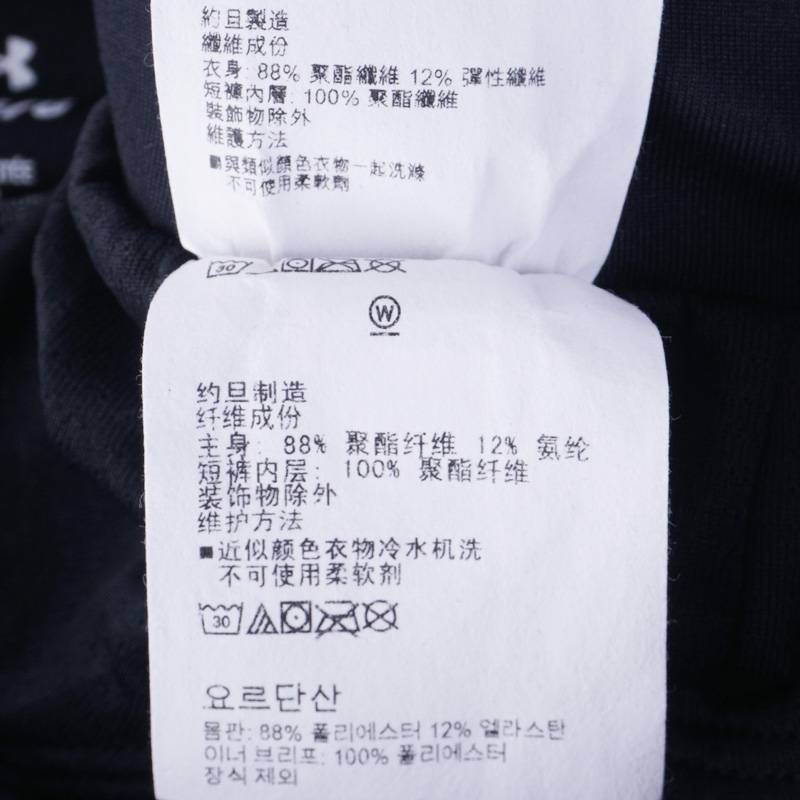 約旦製造
纖維成份
衣身: 88% 聚酯纖維 12% 彈性纖維
短褲內層: 100% 聚酯纖維
裝飾物除外
維護方法
■與類似顏色衣物一起洗滌
不可使用柔軟劑
30
W
约旦制造
纤维成份
主身: 88% 聚酯纤维 12% 氨纶
短裤内层: 100% 聚酯纤维
装饰物除外
维护方法
■近似颜色衣物冷水机洗
不可使用柔软剂
30
요르단산
몸판: 88% 폴리에스터 12% 엘라스탄
이너 브리프: 100% 폴리에스터
장식 제외